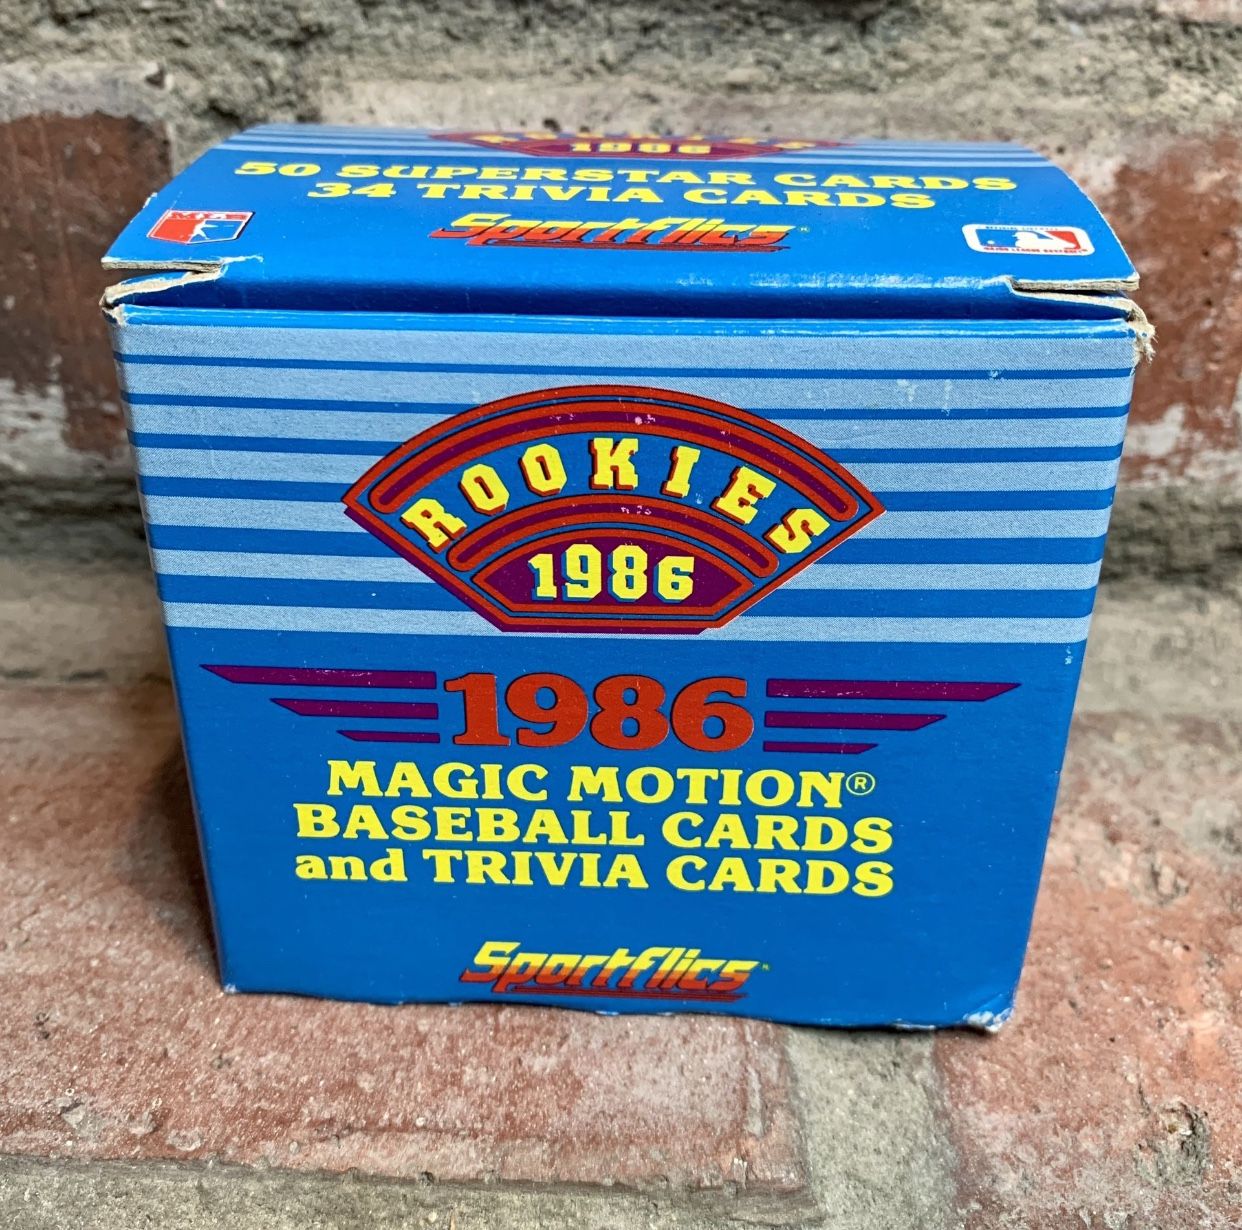 ROOKIES
1986
50 SUPERSTAR CARDS
34 TRIVIA CARDS
Sportflics
ROOKIES
1986
1986
MAGIC MOTION®
BASEBALL CARDS
and TRIVIA CARDS
Sportflics